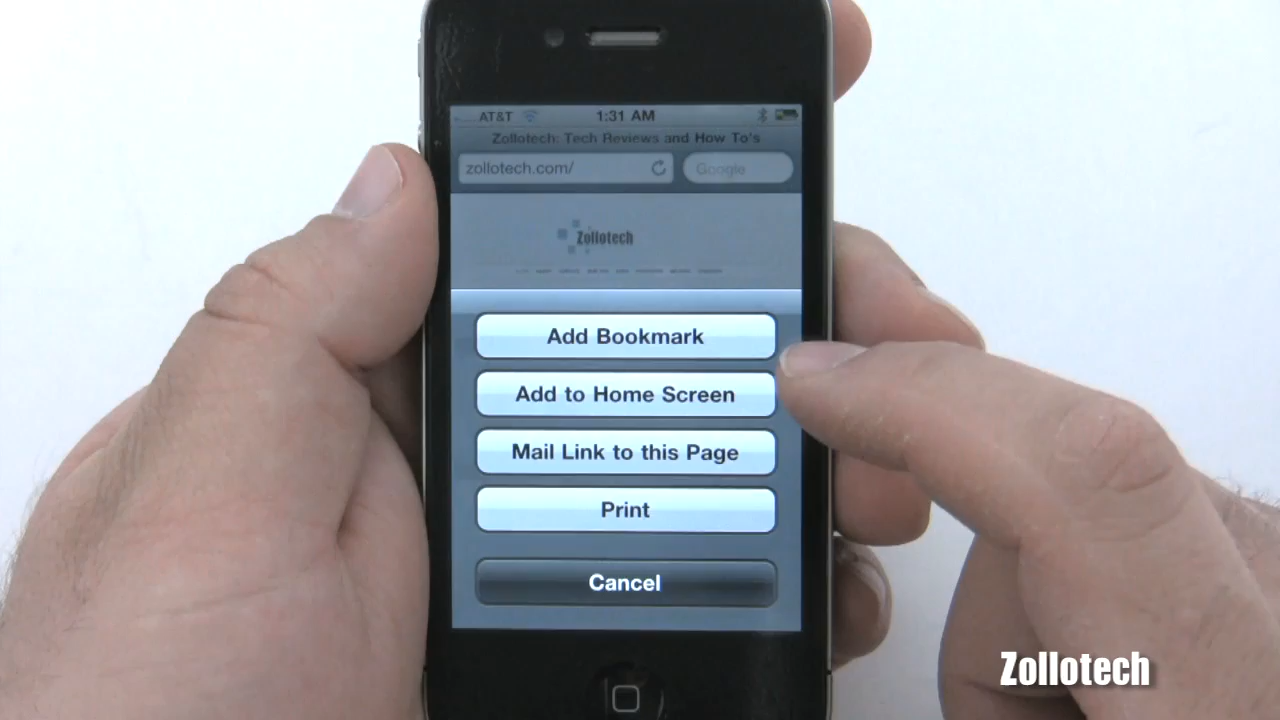 AT&T 1:31 AM
Zollotech: Tech Reviews and How To's
zollotech.com/ Google
Zollotech
Add Bookmark
Add to Home Screen
Mail Link to this Page
Print
Cancel
Zollotech